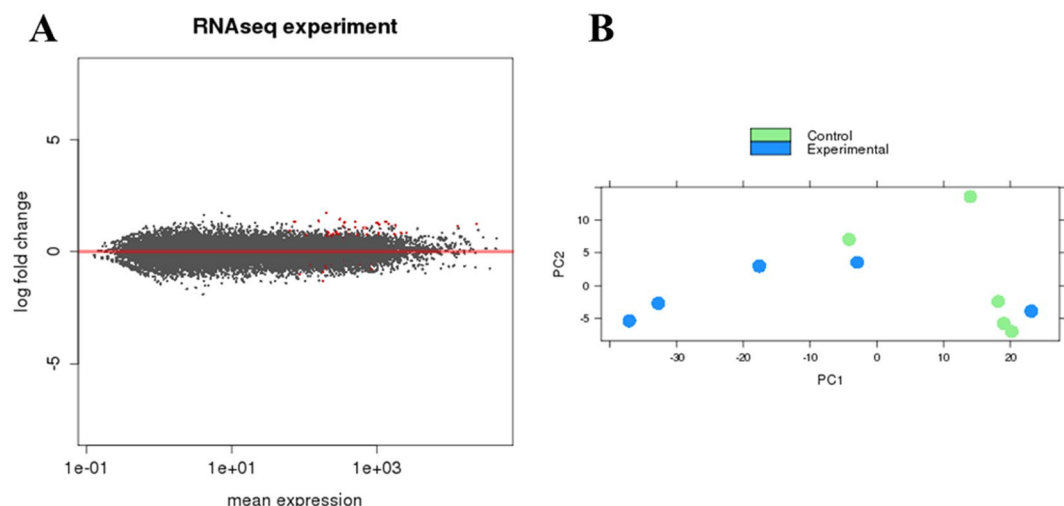 A
RNAseq experiment
5
0
-5
log fold change
1e-01
1e+01
1e+03
mean expression
B
Control
Experimental
10
5
0
-5
PC2
-30
-20
-10
0
10
20
PC1